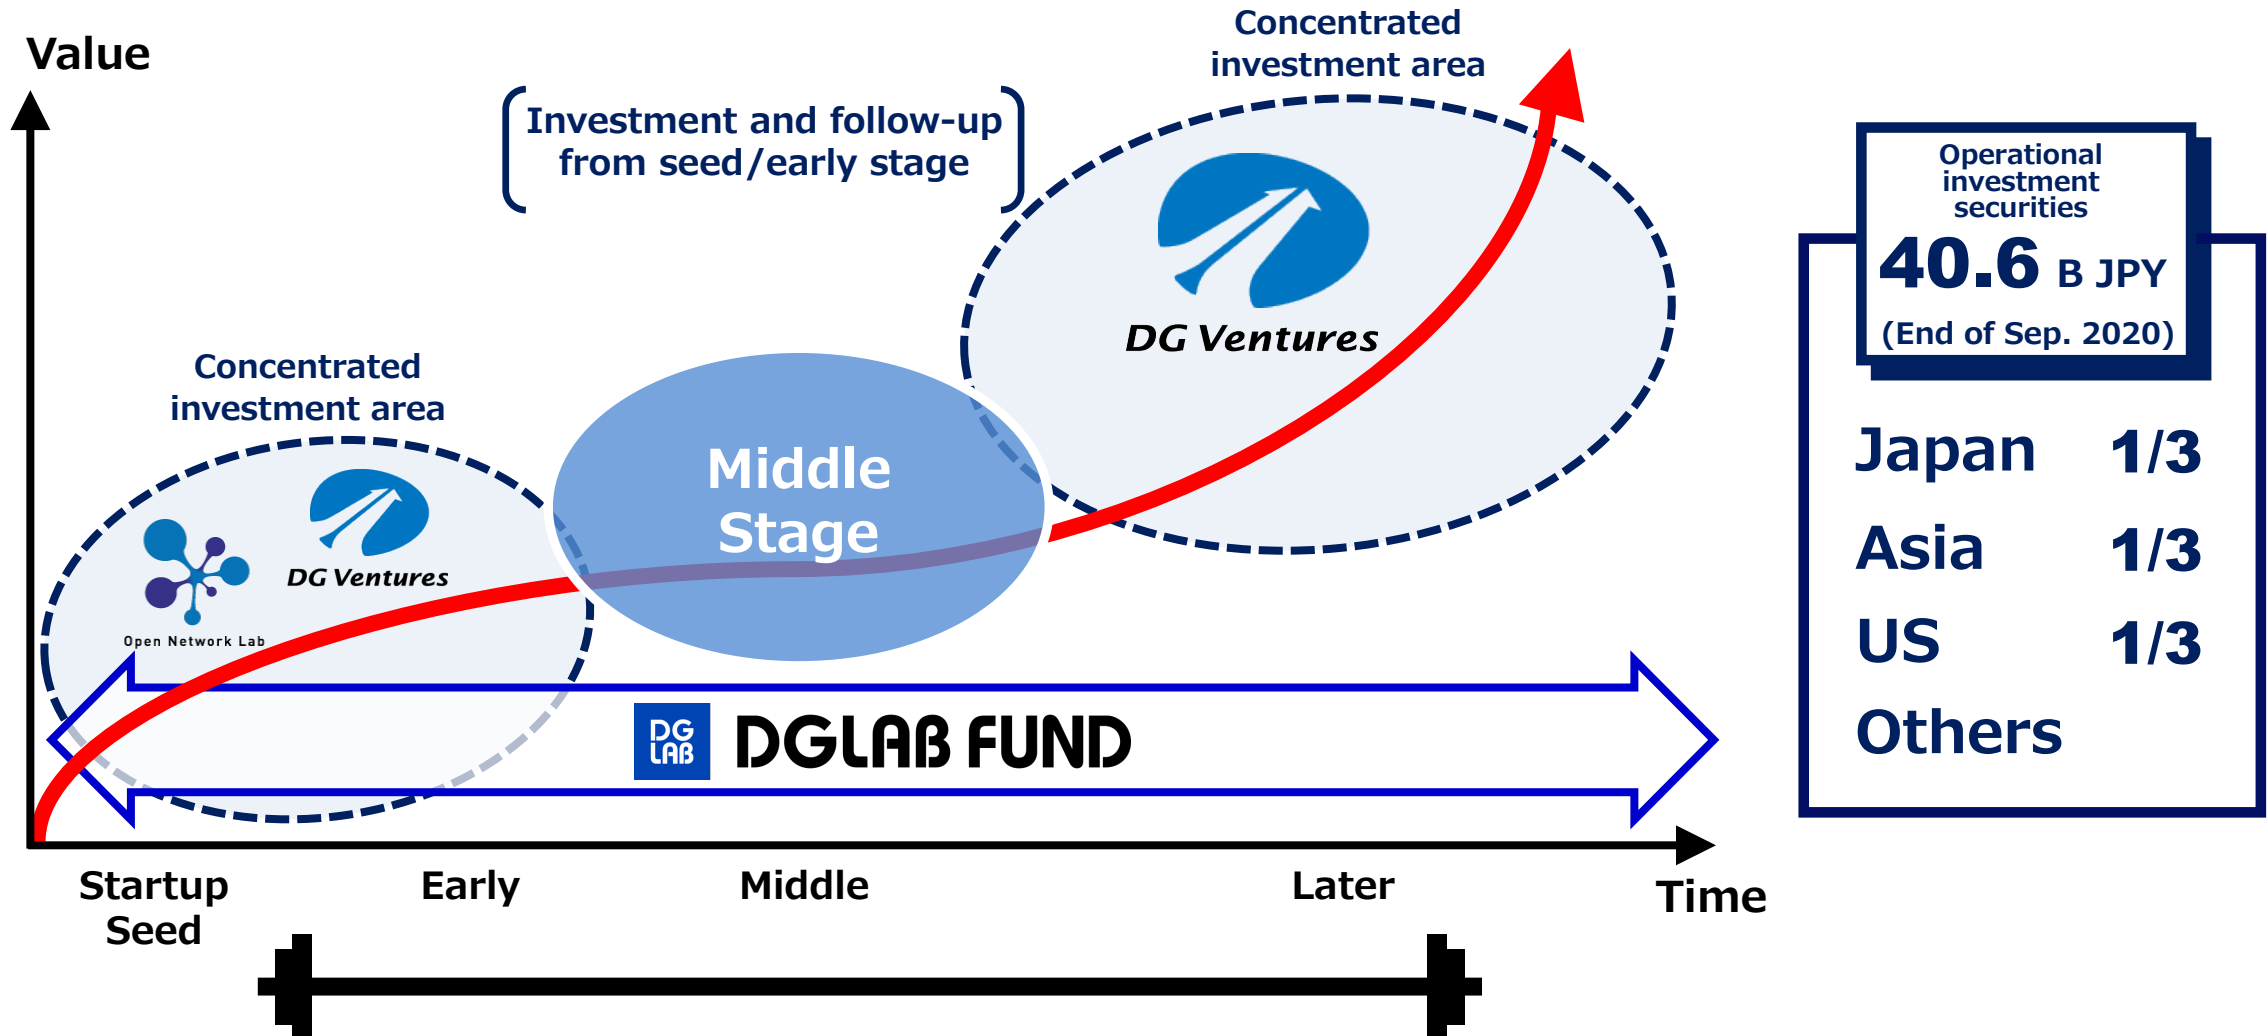 Value
Concentrated
investment area
Investment and follow-up
from seed/early stage
DG Ventures
Concentrated
investment area
DG Ventures
Open Network Lab
Middle
Stage
DG
LAB
DGLAB FUND
Startup
Seed
Early
Middle
Later
Time
Operational
investment
securities
40.6 B JPY
(End of Sep. 2020)
Japan 1/3
Asia 1/3
US 1/3
Others